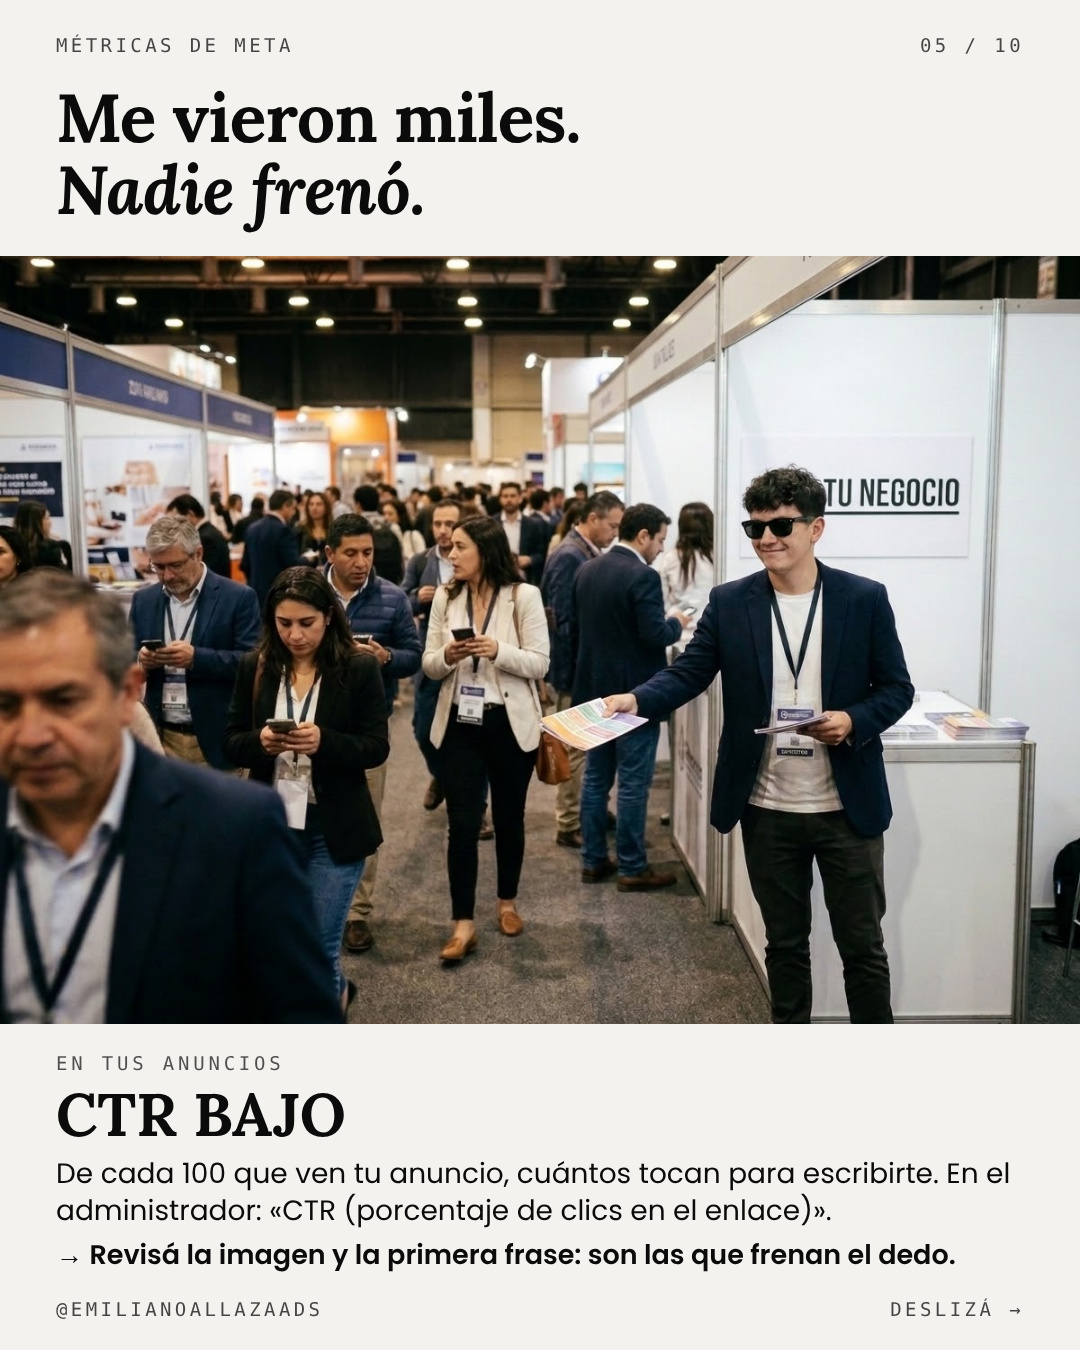 MÉTRICAS DE META
05 / 10
Me vieron miles.
Nadie frenó.
TU NEGOCIO
EN TUS ANUNCIOS
CTR BAJO
De cada 100 que ven tu anuncio, cuántos tocan para escribirte. En el
administrador: «CTR (porcentaje de clics en el enlace)».
→ Revisá la imagen y la primera frase: son las que frenan el dedo.
@EMILIANOALLAZAADS
DESLIZÁ →